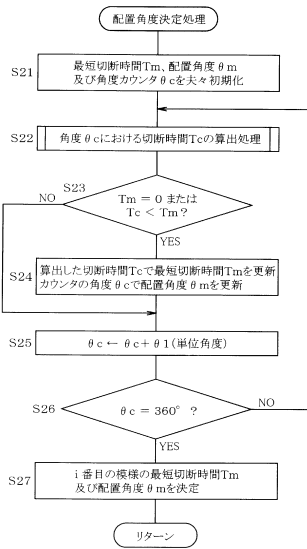 配置角度決定処理
S21
最短切断時間Tm、配置角度θm
及び角度カウンタθcを夫々初期化
S22
角度θcにおける切断時間Tcの算出処理
S23
Tm=0または
Tc<Tm?
NO
YES
S24
算出した切断時間Tcで最短切断時間Tmを更新
カウンタの角度θcで配置角度θmを更新
S25
θc←θc+θ1(単位角度)
S26
θc=360° ?
NO
YES
S27
i番目の模様の最短切断時間Tm
及び配置角度θmを決定
リターン